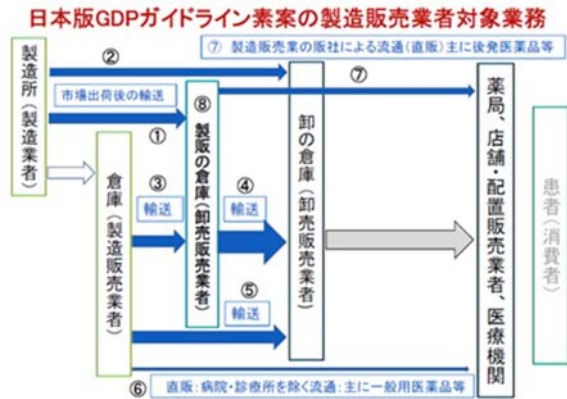 日本版GDPガイドライン素案の製造販売業者対象業務
⑦ 製造販売業の販社による流通(直販)主に後発医薬品等
②
⑦
製造所(製造業者)
市場出荷後の輸送
①
⑧ 製販の倉庫(卸売販売業者)
卸の倉庫(卸売販売業者)
薬局、店舗・配置販売業者、医療機関
患者(消費者)
倉庫(製造販売業者)
③
輸送
④
輸送
⑤
輸送
⑥ 直販:病院・診療所を除く流通:主に一般用医薬品等